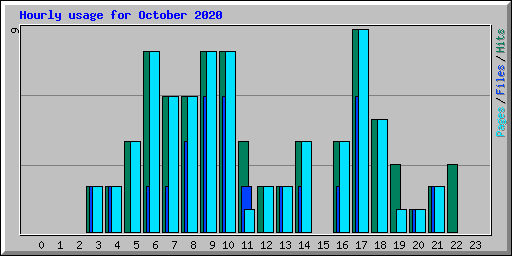 Hourly usage for October 2020
9
Pages / Files / Hits
0 1 2 3 4 5 6 7 8 9 10 11 12 13 14 15 16 17 18 19 20 21 22 23